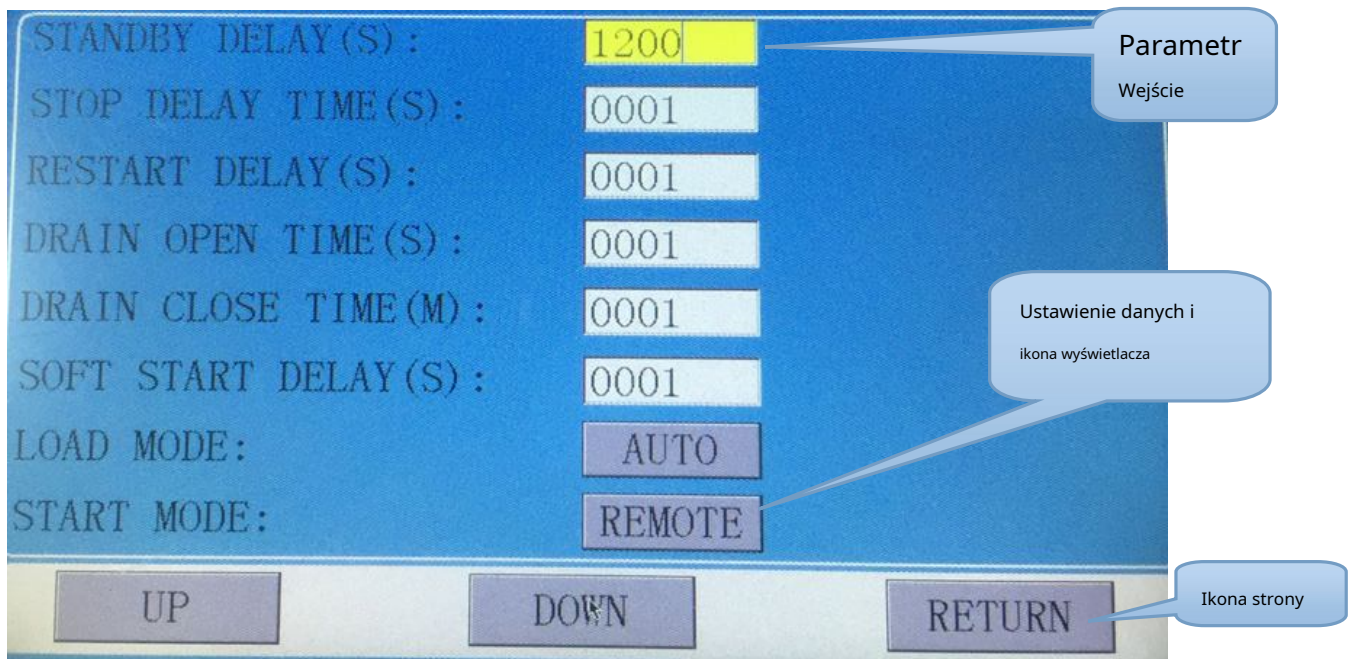 STANDBY DELAY(S): 1200
Parametr
Wejście
STOP DELAY TIME(S): 0001
RESTART DELAY(S): 0001
DRAIN OPEN TIME(S): 0001
DRAIN CLOSE TIME(M): 0001
Ustawienie danych i
ikona wyświetlacza
SOFT START DELAY(S): 0001
LOAD MODE: AUTO
START MODE: REMOTE
UP DOWN RETURN
Ikona strony